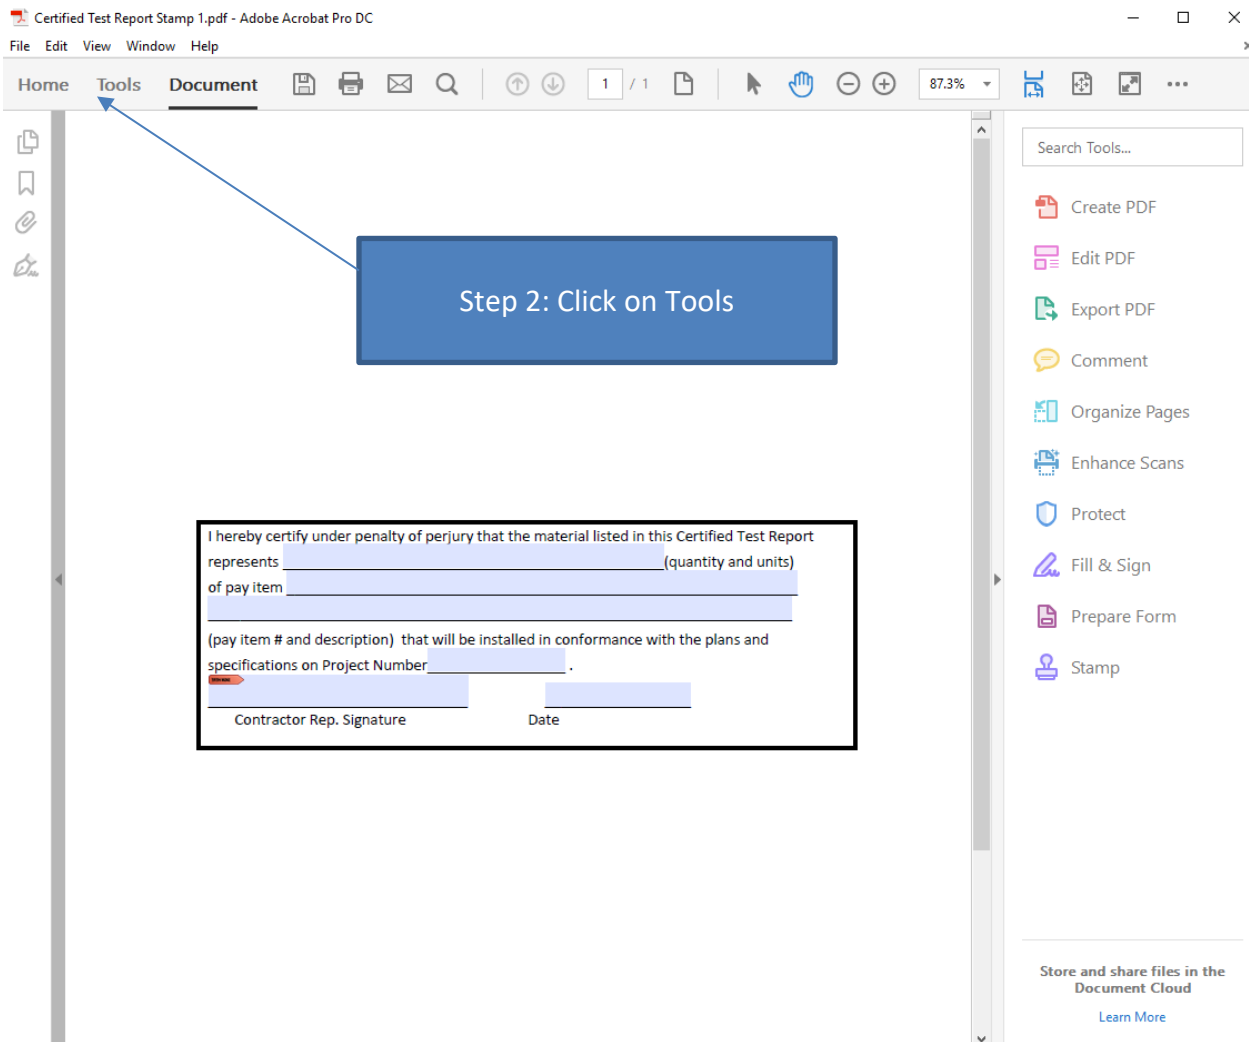 Certified Test Report Stamp 1.pdf - Adobe Acrobat Pro DC
File Edit View Window Help
Home Tools Document 1 / 1 87.3%
Search Tools...
Create PDF
Edit PDF
Export PDF
Comment
Organize Pages
Enhance Scans
Protect
Fill & Sign
Prepare Form
Stamp
Step 2: Click on Tools
I hereby certify under penalty of perjury that the material listed in this Certified Test Report
represents (quantity and units)
of pay item
(pay item # and description) that will be installed in conformance with the plans and
specifications on Project Number .
Contractor Rep. Signature Date
Store and share files in the
Document Cloud
Learn More